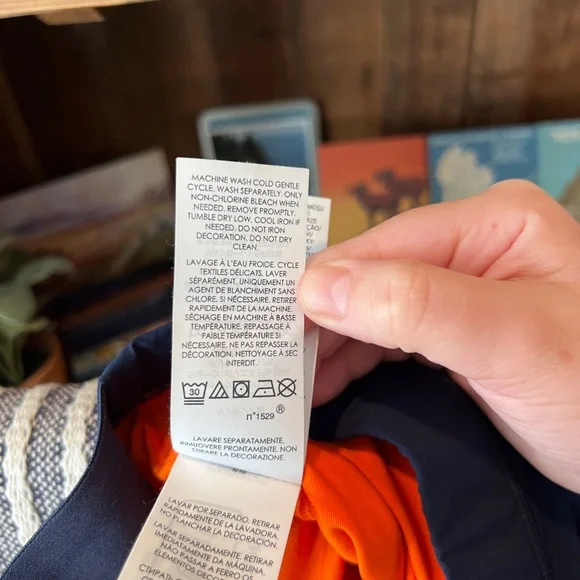 MACHINE WASH COLD GENTLE
CYCLE. WASH SEPARATELY. ONLY
NON-CHLORINE BLEACH WHEN
NEEDED. REMOVE PROMPTLY.
TUMBLE DRY LOW. COOL IRON IF
NEEDED. DO NOT IRON
DECORATION. DO NOT DRY
CLEAN
LAVAGE À L'EAU FROIDE. CYCLE
TEXTILES DÉLICATS. LAVER
SÉPARÉMENT. UNIQUEMENT UN
AGENT DE BLANCHIMENT SANS
CHLORE, SI NÉCESSAIRE. RETIRER
RAPIDEMENT DE LA MACHINE.
SÉCHAGE EN MACHINE À BASSE
TEMPÉRATURE. REPASSAGE À
FAIBLE TEMPÉRATURE SI
NÉCESSAIRE. NE PAS REPASSER LA
DÉCORATION. NETTOYAGE À SEC
INTERDIT.
30
®
n°1529
LAVARE SEPARATAMENTE.
RIMUOVERE PRONTAMENTE. NON
STIRARE LA DECORAZIONE.
LAVAR POR SEPARADO. RETIRAR
RÁPIDAMENTE DE LA LAVADORA.
NO PLANCHAR LA DECORACIÓN.
LAVAR SEPARADAMENTE. RETIRAR
IMEDIATAMENTE DA MÁQUINA.
NÃO PASSAR A FERRO OS
ELEMENTOS DECO
СТИРАТЬ